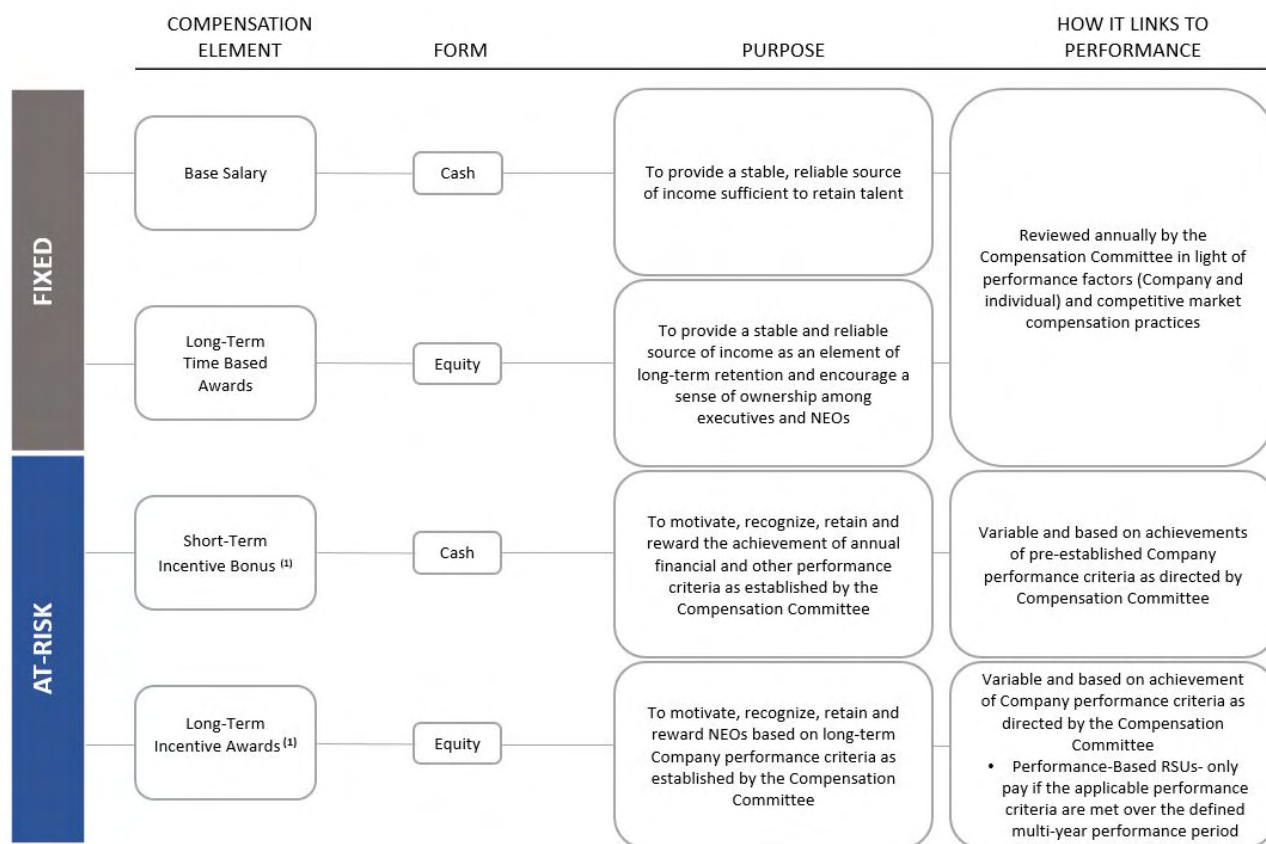 COMPENSATION
ELEMENT
FORM
PURPOSE
HOW IT LINKS TO
PERFORMANCE
FIXED
Base Salary
Cash
To provide a stable, reliable source
of income sufficient to retain talent
Reviewed annually by the
Compensation Committee in light of
performance factors (Company and
individual) and competitive market
compensation practices
Long-Term
Time Based
Awards
Equity
To provide a stable and reliable
source of income as an element of
long-term retention and encourage a
sense of ownership among
executives and NEOs
AT-RISK
Short-Term
Incentive Bonus (1)
Cash
To motivate, recognize, retain and
reward the achievement of annual
financial and other performance
criteria as established by the
Compensation Committee
Variable and based on achievements
of pre-established Company
performance criteria as directed by
Compensation Committee
Long-Term
Incentive Awards (1)
Equity
To motivate, recognize, retain and
reward NEOs based on long-term
Company performance criteria as
established by the Compensation
Committee
Variable and based on achievement
of Company performance criteria as
directed by the Compensation
Committee
• Performance-Based RSUs- only
pay if the applicable performance
criteria are met over the defined
multi-year performance period